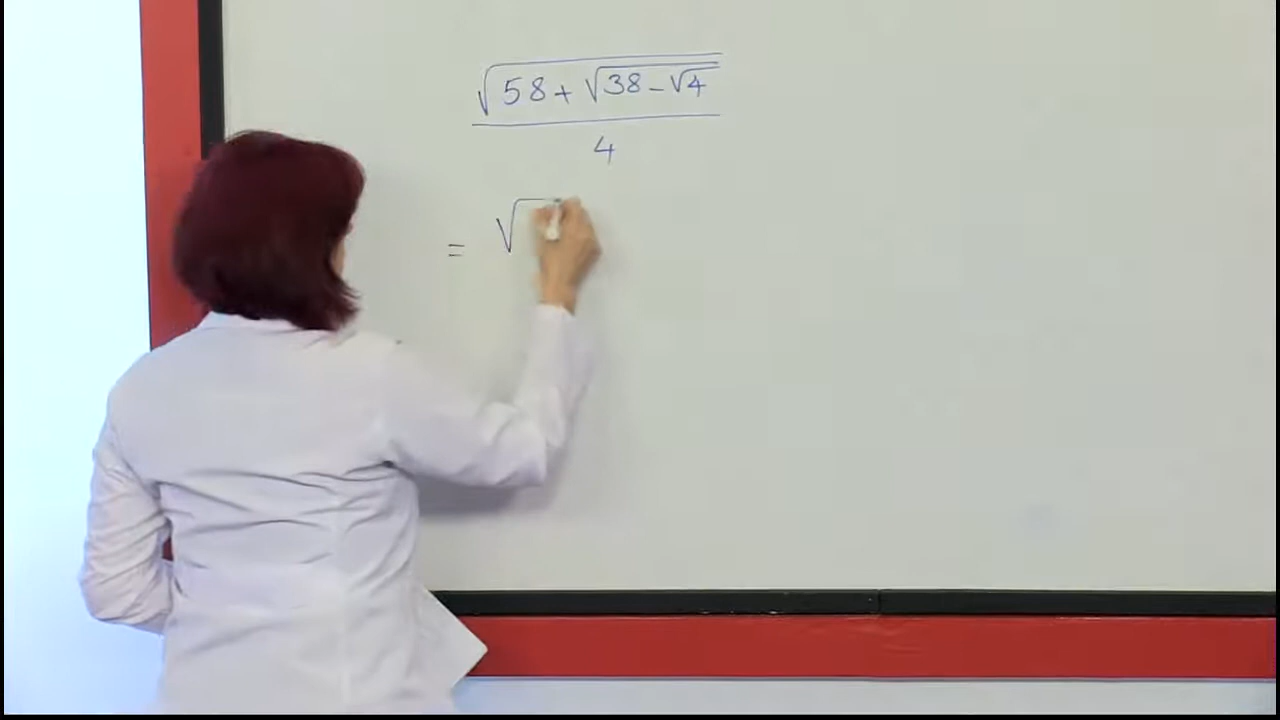 √(58 + √(38 - √4))
4
= √